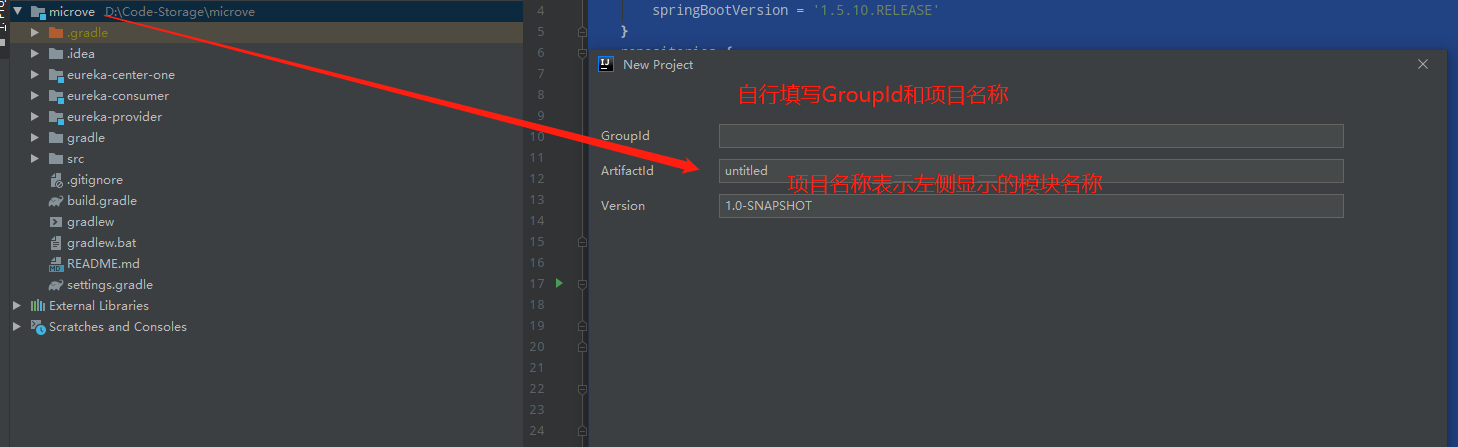 microve D:\Code-Storage\microve
.gradle
.idea
eureka-center-one
eureka-consumer
eureka-provider
gradle
src
.gitignore
build.gradle
gradlew
gradlew.bat
README.md
settings.gradle
External Libraries
Scratches and Consoles
4
5
6
7
8
9
10
11
12
13
14
15
16
17
18
19
20
21
22
23
24
springBootVersion = '1.5.10.RELEASE'
}
New Project
自行填写GroupId和项目名称
GroupId
ArtifactId untitled
项目名称表示左侧显示的模块名称
Version 1.0-SNAPSHOT